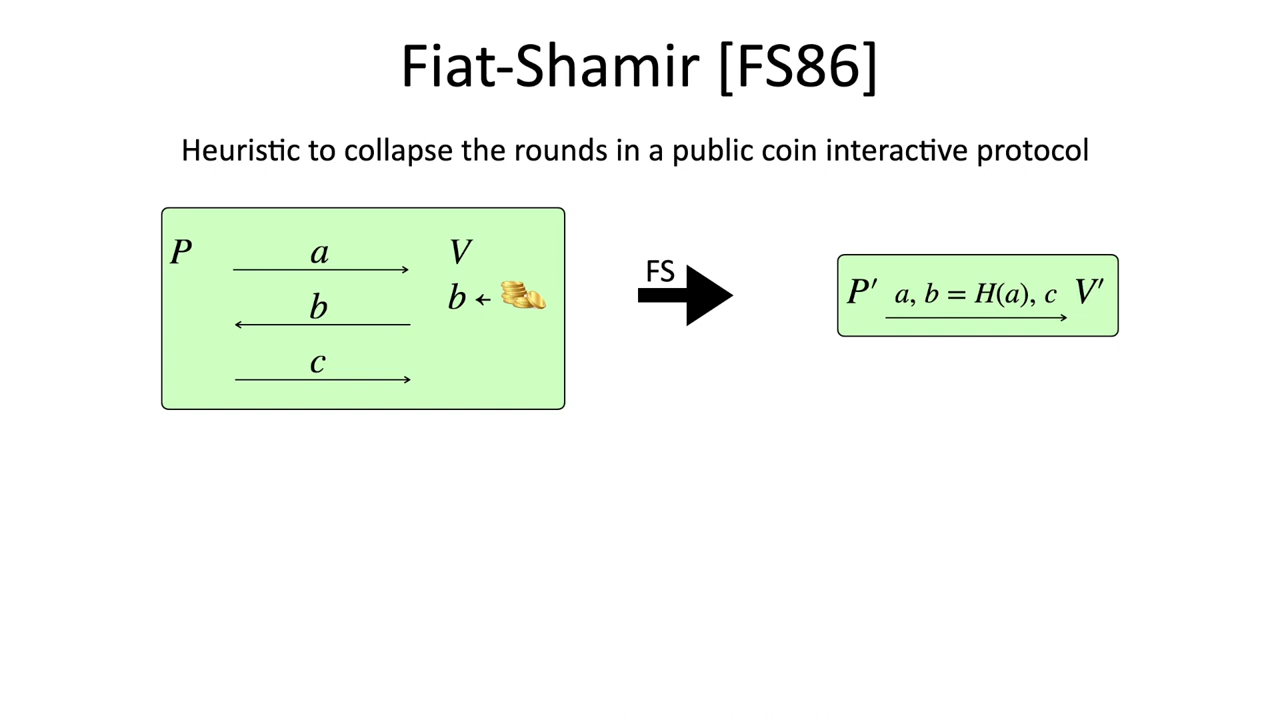 Fiat-Shamir [FS86]
Heuristic to collapse the rounds in a public coin interactive protocol
P a V
b b ←
c
FS
P′ a, b = H(a), c V′